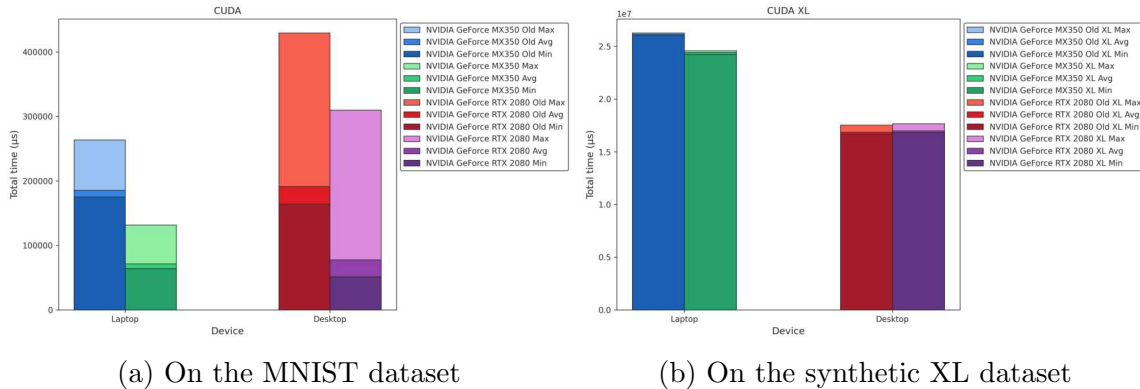 CUDA
400000
300000
200000
100000
0
Total time (µs)
Laptop
Desktop
Device
NVIDIA GeForce MX350 Old Max
NVIDIA GeForce MX350 Old Avg
NVIDIA GeForce MX350 Old Min
NVIDIA GeForce MX350 Max
NVIDIA GeForce MX350 Avg
NVIDIA GeForce MX350 Min
NVIDIA GeForce RTX 2080 Old Max
NVIDIA GeForce RTX 2080 Old Avg
NVIDIA GeForce RTX 2080 Old Min
NVIDIA GeForce RTX 2080 Max
NVIDIA GeForce RTX 2080 Avg
NVIDIA GeForce RTX 2080 Min
(a) On the MNIST dataset
CUDA XL
1e7
2.5
2.0
1.5
1.0
0.5
0.0
Total time (µs)
Laptop
Desktop
Device
NVIDIA GeForce MX350 Old XL Max
NVIDIA GeForce MX350 Old XL Avg
NVIDIA GeForce MX350 Old XL Min
NVIDIA GeForce MX350 XL Max
NVIDIA GeForce MX350 XL Avg
NVIDIA GeForce MX350 XL Min
NVIDIA GeForce RTX 2080 Old XL Max
NVIDIA GeForce RTX 2080 Old XL Avg
NVIDIA GeForce RTX 2080 Old XL Min
NVIDIA GeForce RTX 2080 XL Max
NVIDIA GeForce RTX 2080 XL Avg
NVIDIA GeForce RTX 2080 XL Min
(b) On the synthetic XL dataset